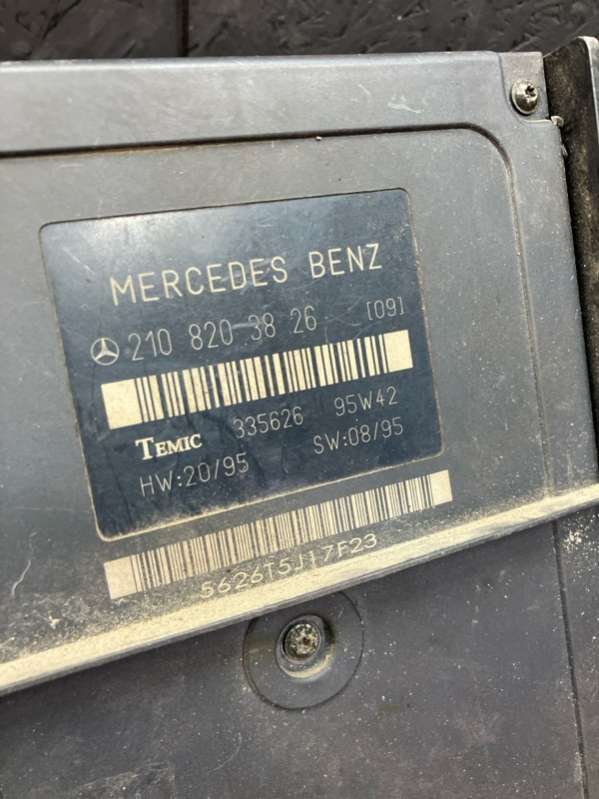 MERCEDES BENZ
210 820 38 26 [09]
TEMIC 335626 95W42
HW:20/95 SW:08/95
5626T5J17F23